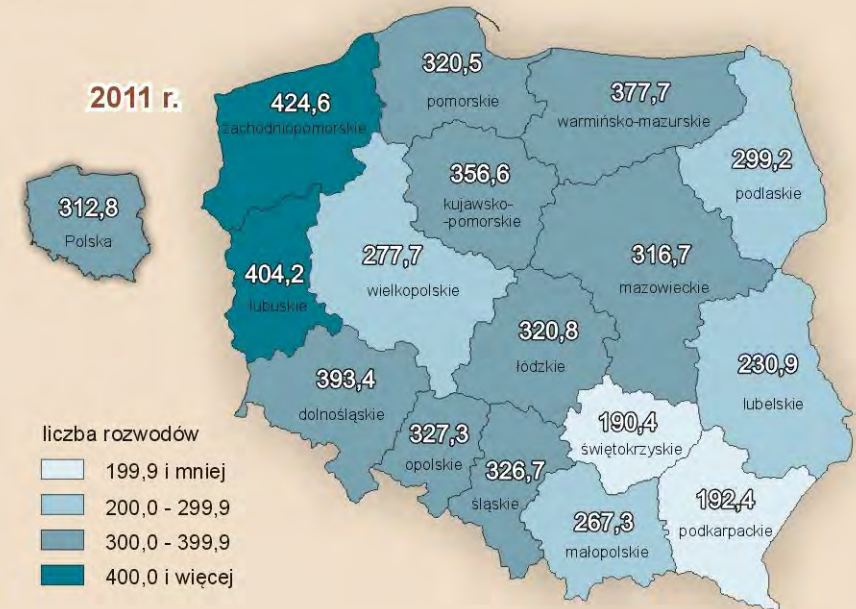 2011 r.
312,8
Polska
424,6
zachodniopomorskie
320,5
pomorskie
377,7
warmińsko-mazurskie
299,2
podlaskie
356,6
kujawsko-
-pomorskie
404,2
lubuskie
277,7
wielkopolskie
316,7
mazowieckie
320,8
łódzkie
393,4
dolnośląskie
327,3
opolskie
326,7
śląskie
190,4
świętokrzyskie
230,9
lubelskie
267,3
małopolskie
192,4
podkarpackie
liczba rozwodów
199,9 i mniej
200,0 - 299,9
300,0 - 399,9
400,0 i więcej